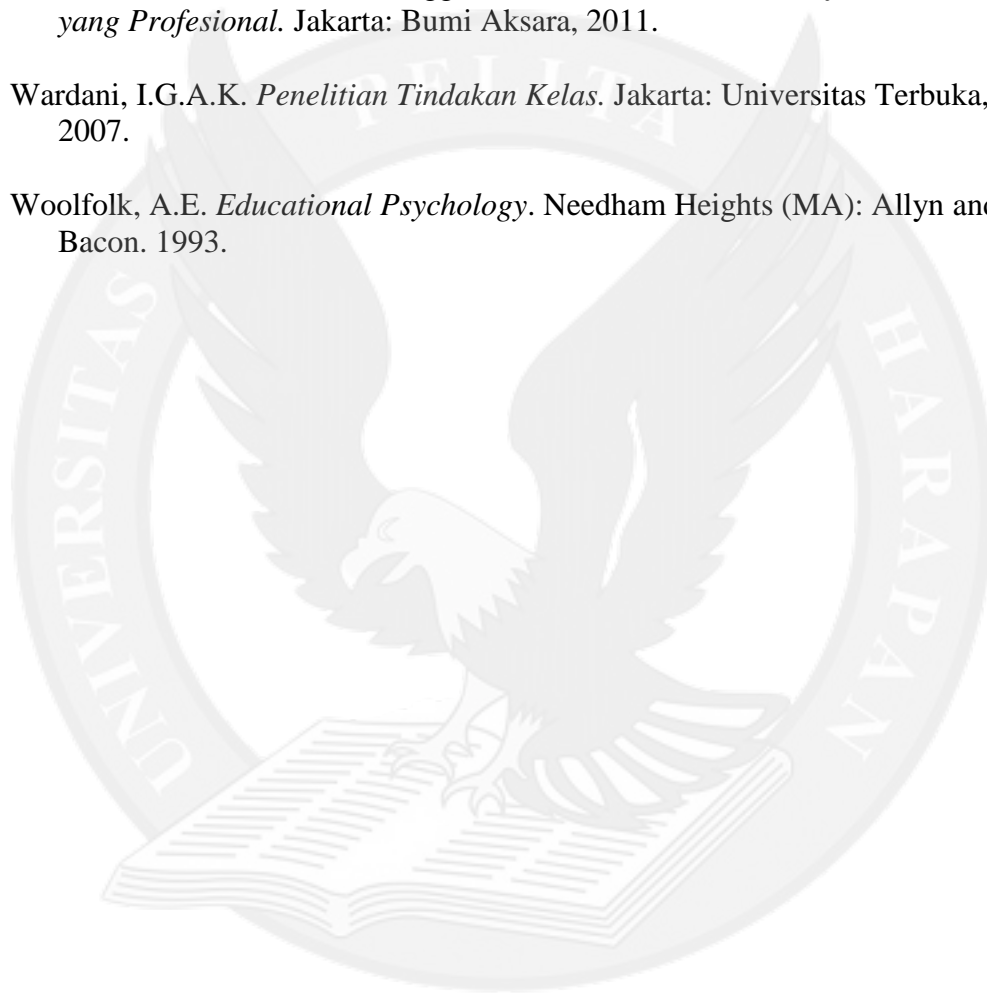 yang Profesional. Jakarta: Bumi Aksara, 2011.
Wardani, I.G.A.K. Penelitian Tindakan Kelas. Jakarta: Universitas Terbuka,
2007.
Woolfolk, A.E. Educational Psychology. Needham Heights (MA): Allyn and
Bacon. 1993.
UNIVERSITAS PELITA HARAPAN